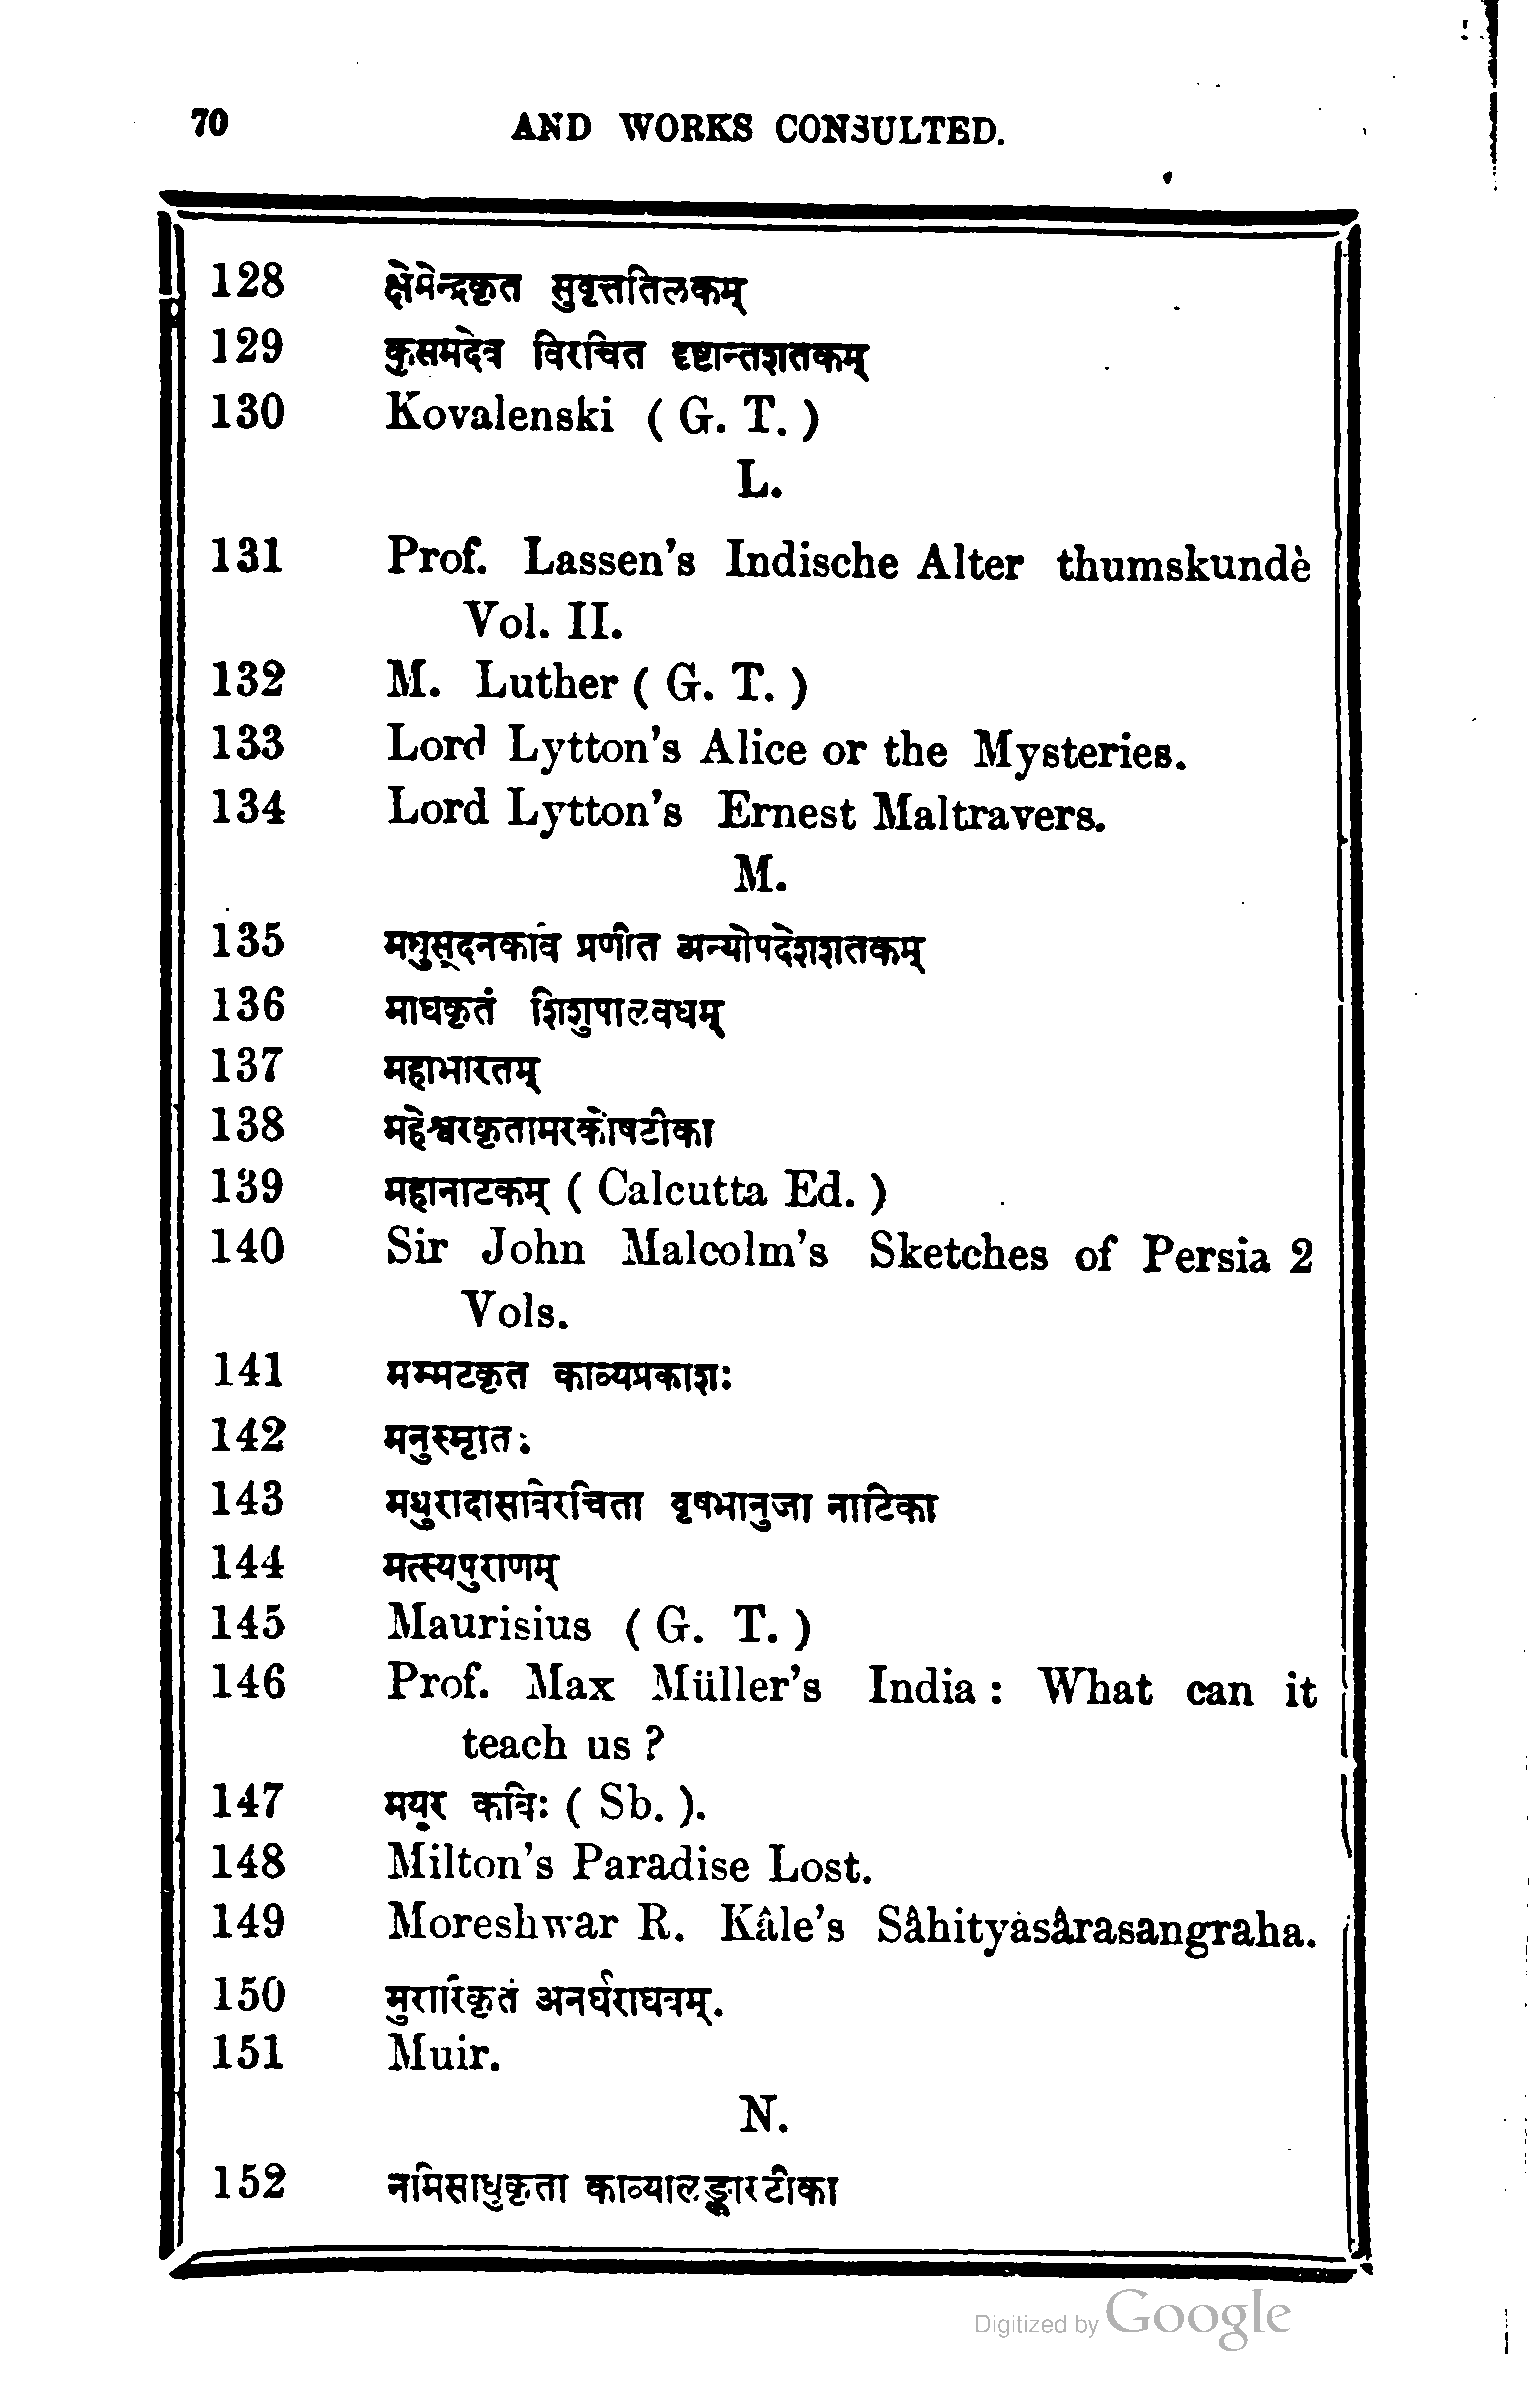 70 AND WORKS CONSULTED.
128 क्षेमेन्द्रकृत सुवृत्ततिलकम्
129 कुसमदेव विरचित दृष्टान्तशतकम्
130 Kovalenski ( G. T. )
L.
131 Prof. Lassen's Indische Alter thumskundè
Vol. II.
132 M. Luther ( G. T. )
133 Lord Lytton's Alice or the Mysteries.
134 Lord Lytton's Ernest Maltravers.
M.
135 मधुसूदनकवि प्रणीत अन्योपदेशशतकम्
136 माघकृतं शिशुपालवधम्
137 महाभारतम्
138 महेश्वरकृतामरकोषटीका
139 महानाटकम् ( Calcutta Ed. )
140 Sir John Malcolm's Sketches of Persia 2
Vols.
141 मम्मटकृत काव्यप्रकाशः
142 मनुस्मृतिः
143 मधुरादासविरचिता वृषभानुजा नाटिका
144 मत्स्यपुराणम्
145 Maurisius ( G. T. )
146 Prof. Max Müller's India : What can it
teach us ?
147 मयूर कविः ( Sb. ).
148 Milton's Paradise Lost.
149 Moreshwar R. Kâle's Sâhityasârasangraha.
150 मुरारिकृतं अनर्घराघवम्.
151 Muir.
N.
152 नमिसाधुकृता काव्यालङ्कारटीका
Digitized by Google